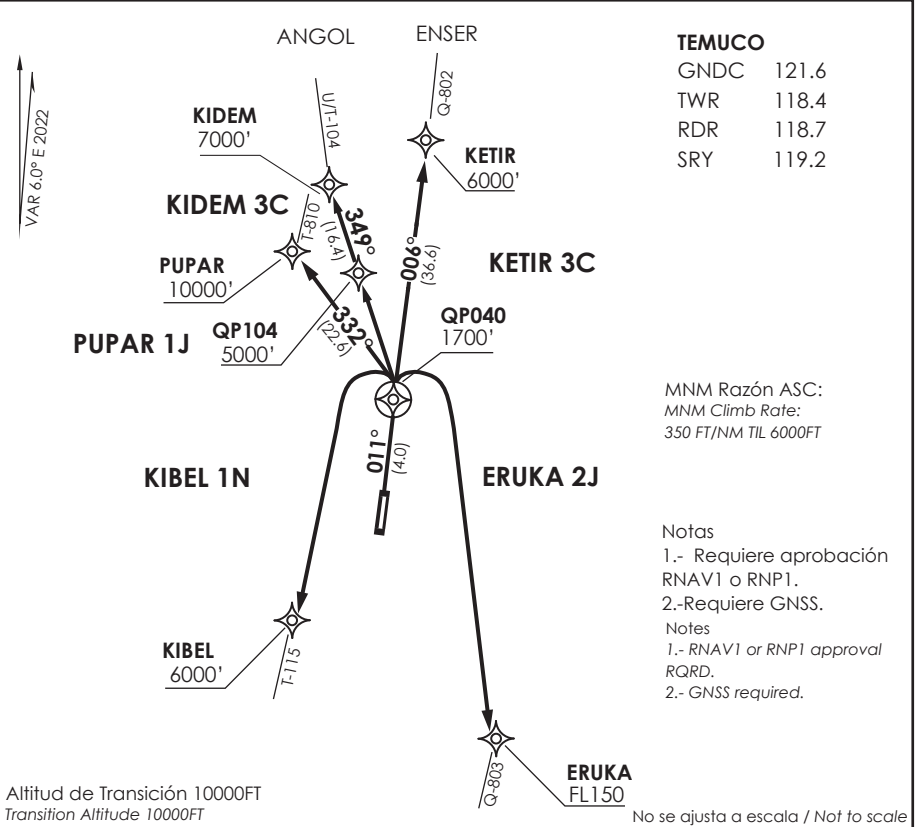 ANGOL
ENSER
VAR 6.0° E 2022
U/T-104
Q-802
KIDEM
7000'
KETIR
6000'
KIDEM 3C
T-810
349°
(16.4)
006°
(36.6)
KETIR 3C
PUPAR
10000'
PUPAR 1J
QP104
5000'
332°
(22.6)
QP040
1700'
011°
(4.0)
KIBEL 1N
ERUKA 2J
KIBEL
6000'
T-115
ERUKA
FL150
Q-803
TEMUCO
GNDC 121.6
TWR 118.4
RDR 118.7
SRY 119.2
MNM Razón ASC:
MNM Climb Rate:
350 FT/NM TIL 6000FT
Notas
1.- Requiere aprobación
RNAV1 o RNP1.
2.-Requiere GNSS.
Notes
1.- RNAV1 or RNP1 approval
RQRD.
2.- GNSS required.
Altitud de Transición 10000FT
Transition Altitude 10000FT
No se ajusta a escala / Not to scale